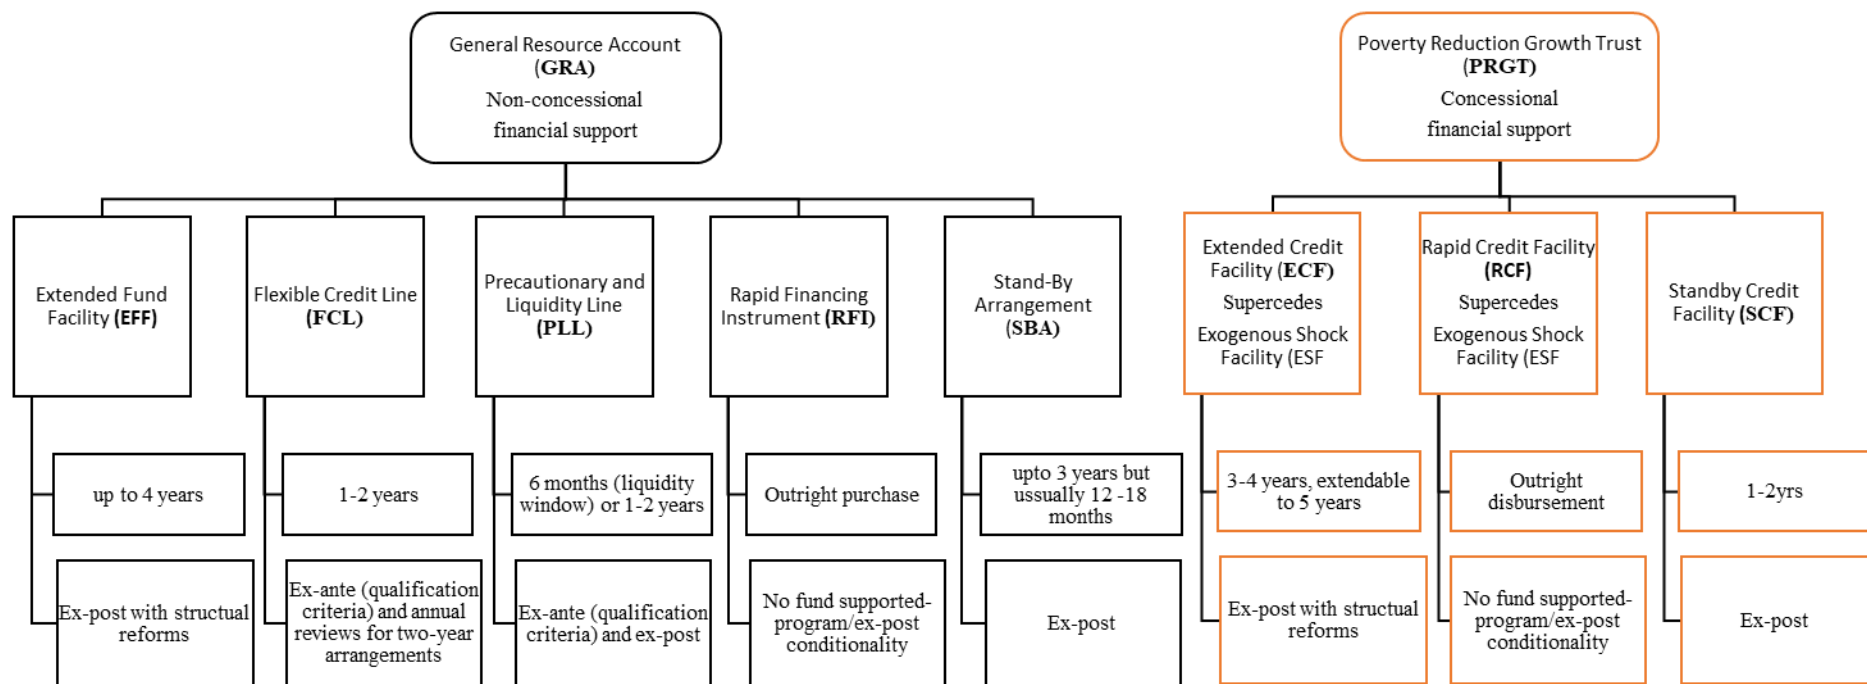 General Resource Account
(GRA)
Non-concessional
financial support
Poverty Reduction Growth Trust
(PRGT)
Concessional
financial support
Extended Fund
Facility (EFF)
Flexible Credit Line
(FCL)
Precautionary and
Liquidity Line
(PLL)
Rapid Financing
Instrument (RFI)
Stand-By
Arrangement
(SBA)
Extended Credit
Facility (ECF)
Supercedes
Exogenous Shock
Facility (ESF
Rapid Credit Facility
(RCF)
Supercedes
Exogenous Shock
Facility (ESF
Standby Credit
Facility (SCF)
up to 4 years
1-2 years
6 months (liquidity
window) or 1-2 years
Outright purchase
upto 3 years but
ussually 12 -18
months
3-4 years, extendable
to 5 years
Outright
disbursement
1-2yrs
Ex-post with structual
reforms
Ex-ante (qualification
criteria) and annual
reviews for two-year
arrangements
Ex-ante (qualification
criteria) and ex-post
No fund supported-
program/ex-post
conditionality
Ex-post
Ex-post with structual
reforms
No fund supported-
program/ex-post
conditionality
Ex-post